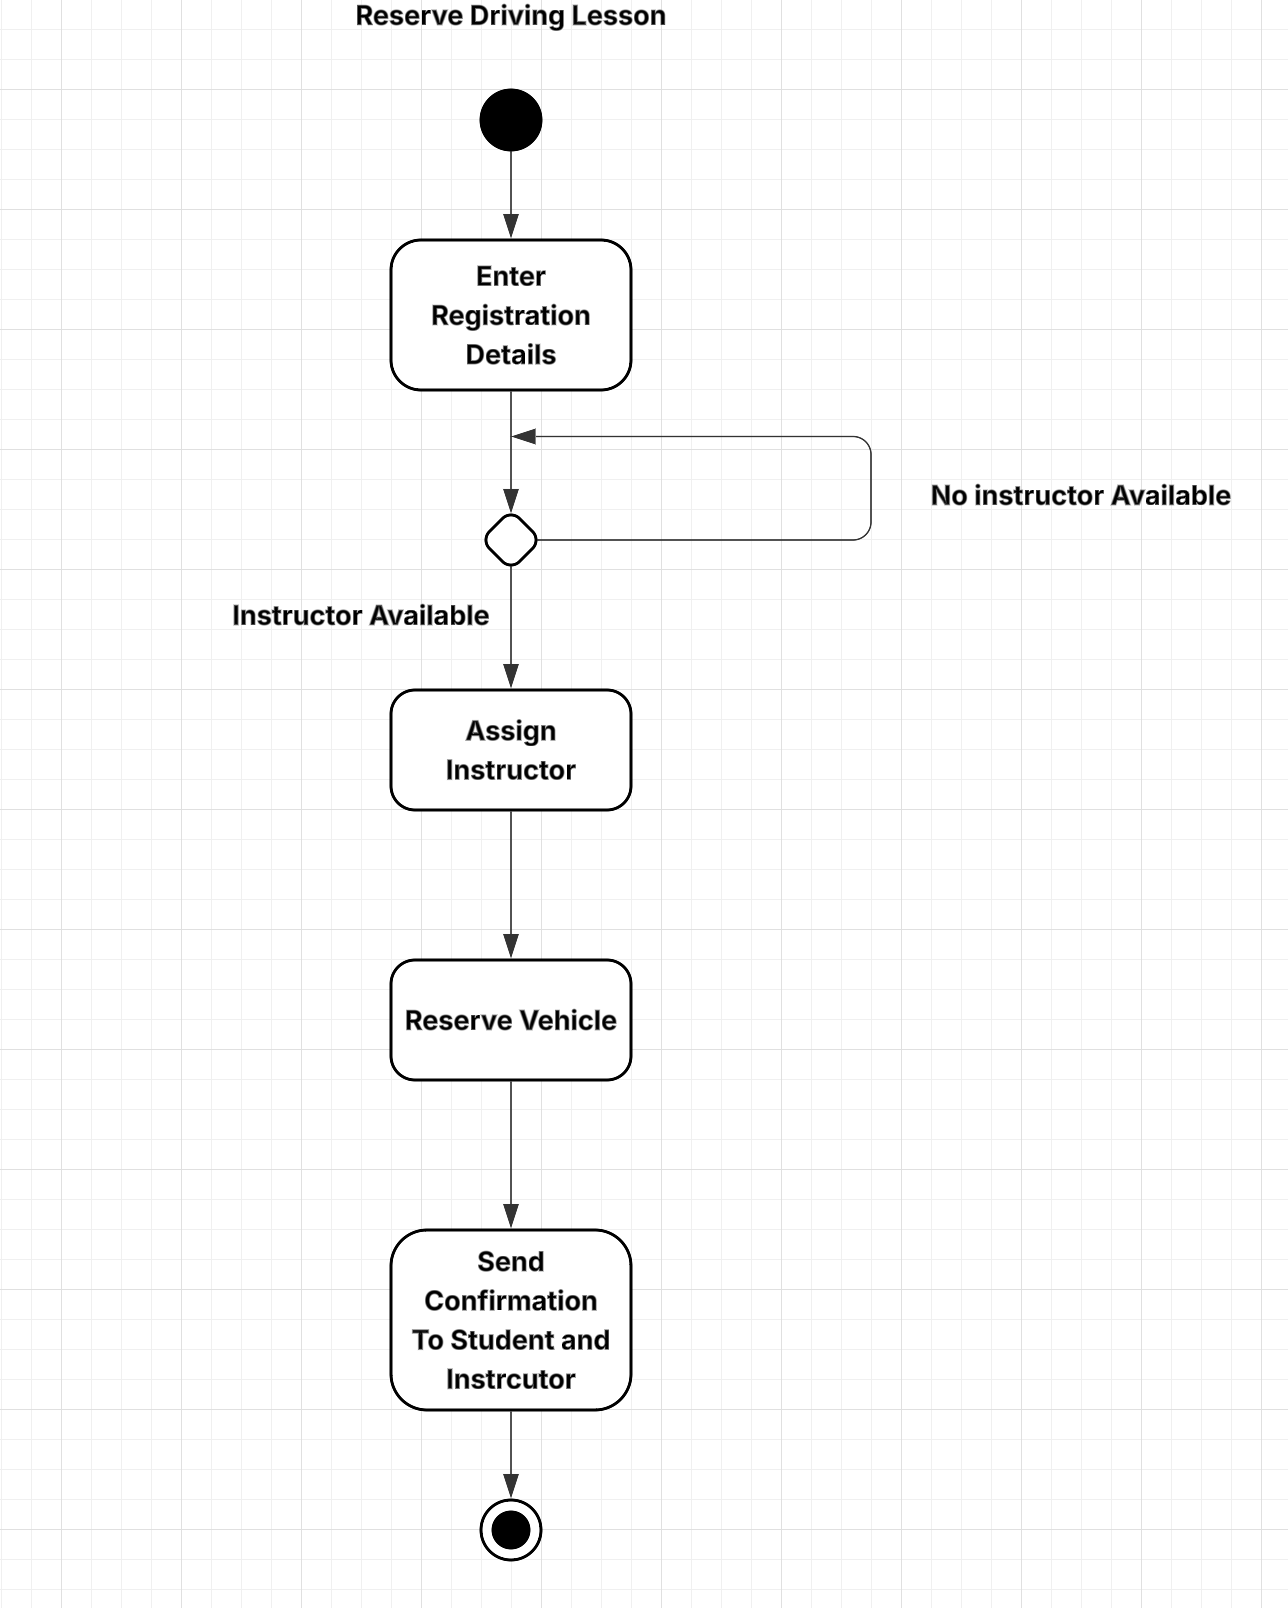 Reserve Driving Lesson
Enter
Registration
Details
No instructor Available
Instructor Available
Assign
Instructor
Reserve Vehicle
Send
Confirmation
To Student and
Instrcutor